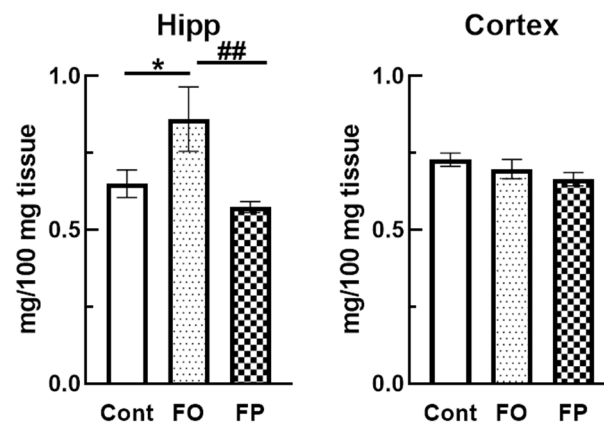 Hipp
* ##
mg/100 mg tissue
1.0
0.5
0.0
Cont FO FP
Cortex
mg/100 mg tissue
1.0
0.5
0.0
Cont FO FP